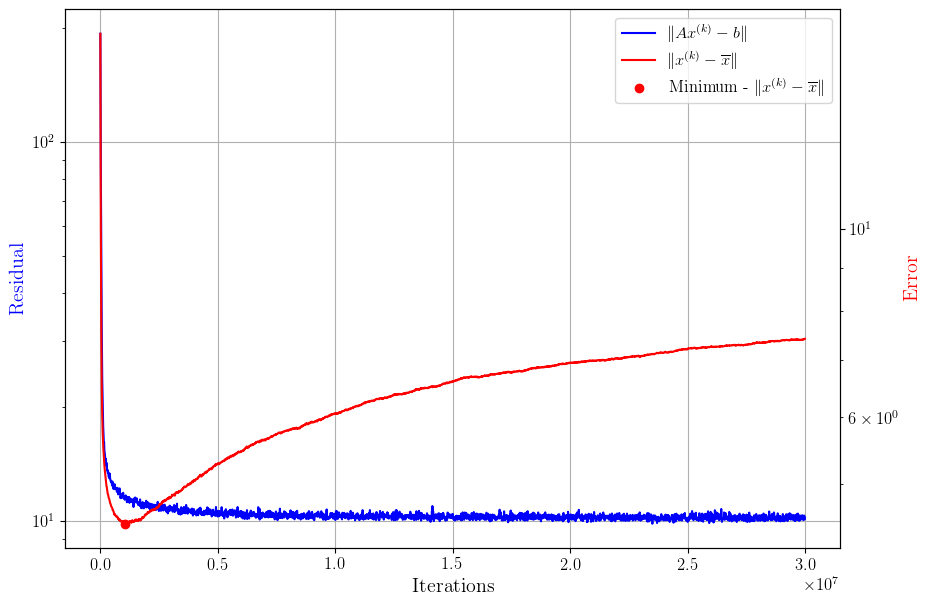 ‖Ax^(k) − b‖
‖x^(k) − x̅‖
Minimum - ‖x^(k) − x̅‖
10^2
10^1
Residual
10^1
6 × 10^0
Error
0.0 0.5 1.0 1.5 2.0 2.5 3.0
×10^7
Iterations